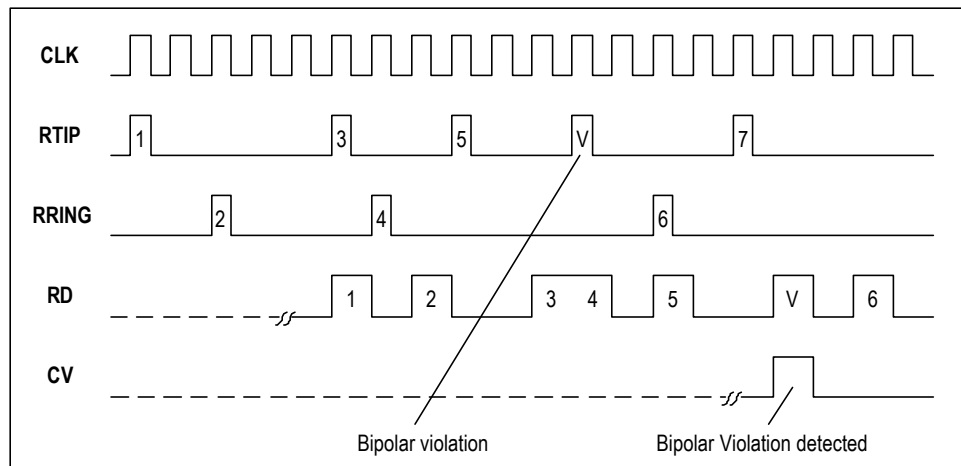 CLK
RTIP
1 3 5 V 7
RRING
2 4 6
RD
1 2 3 4 5 V 6
CV
Bipolar violation
Bipolar Violation detected